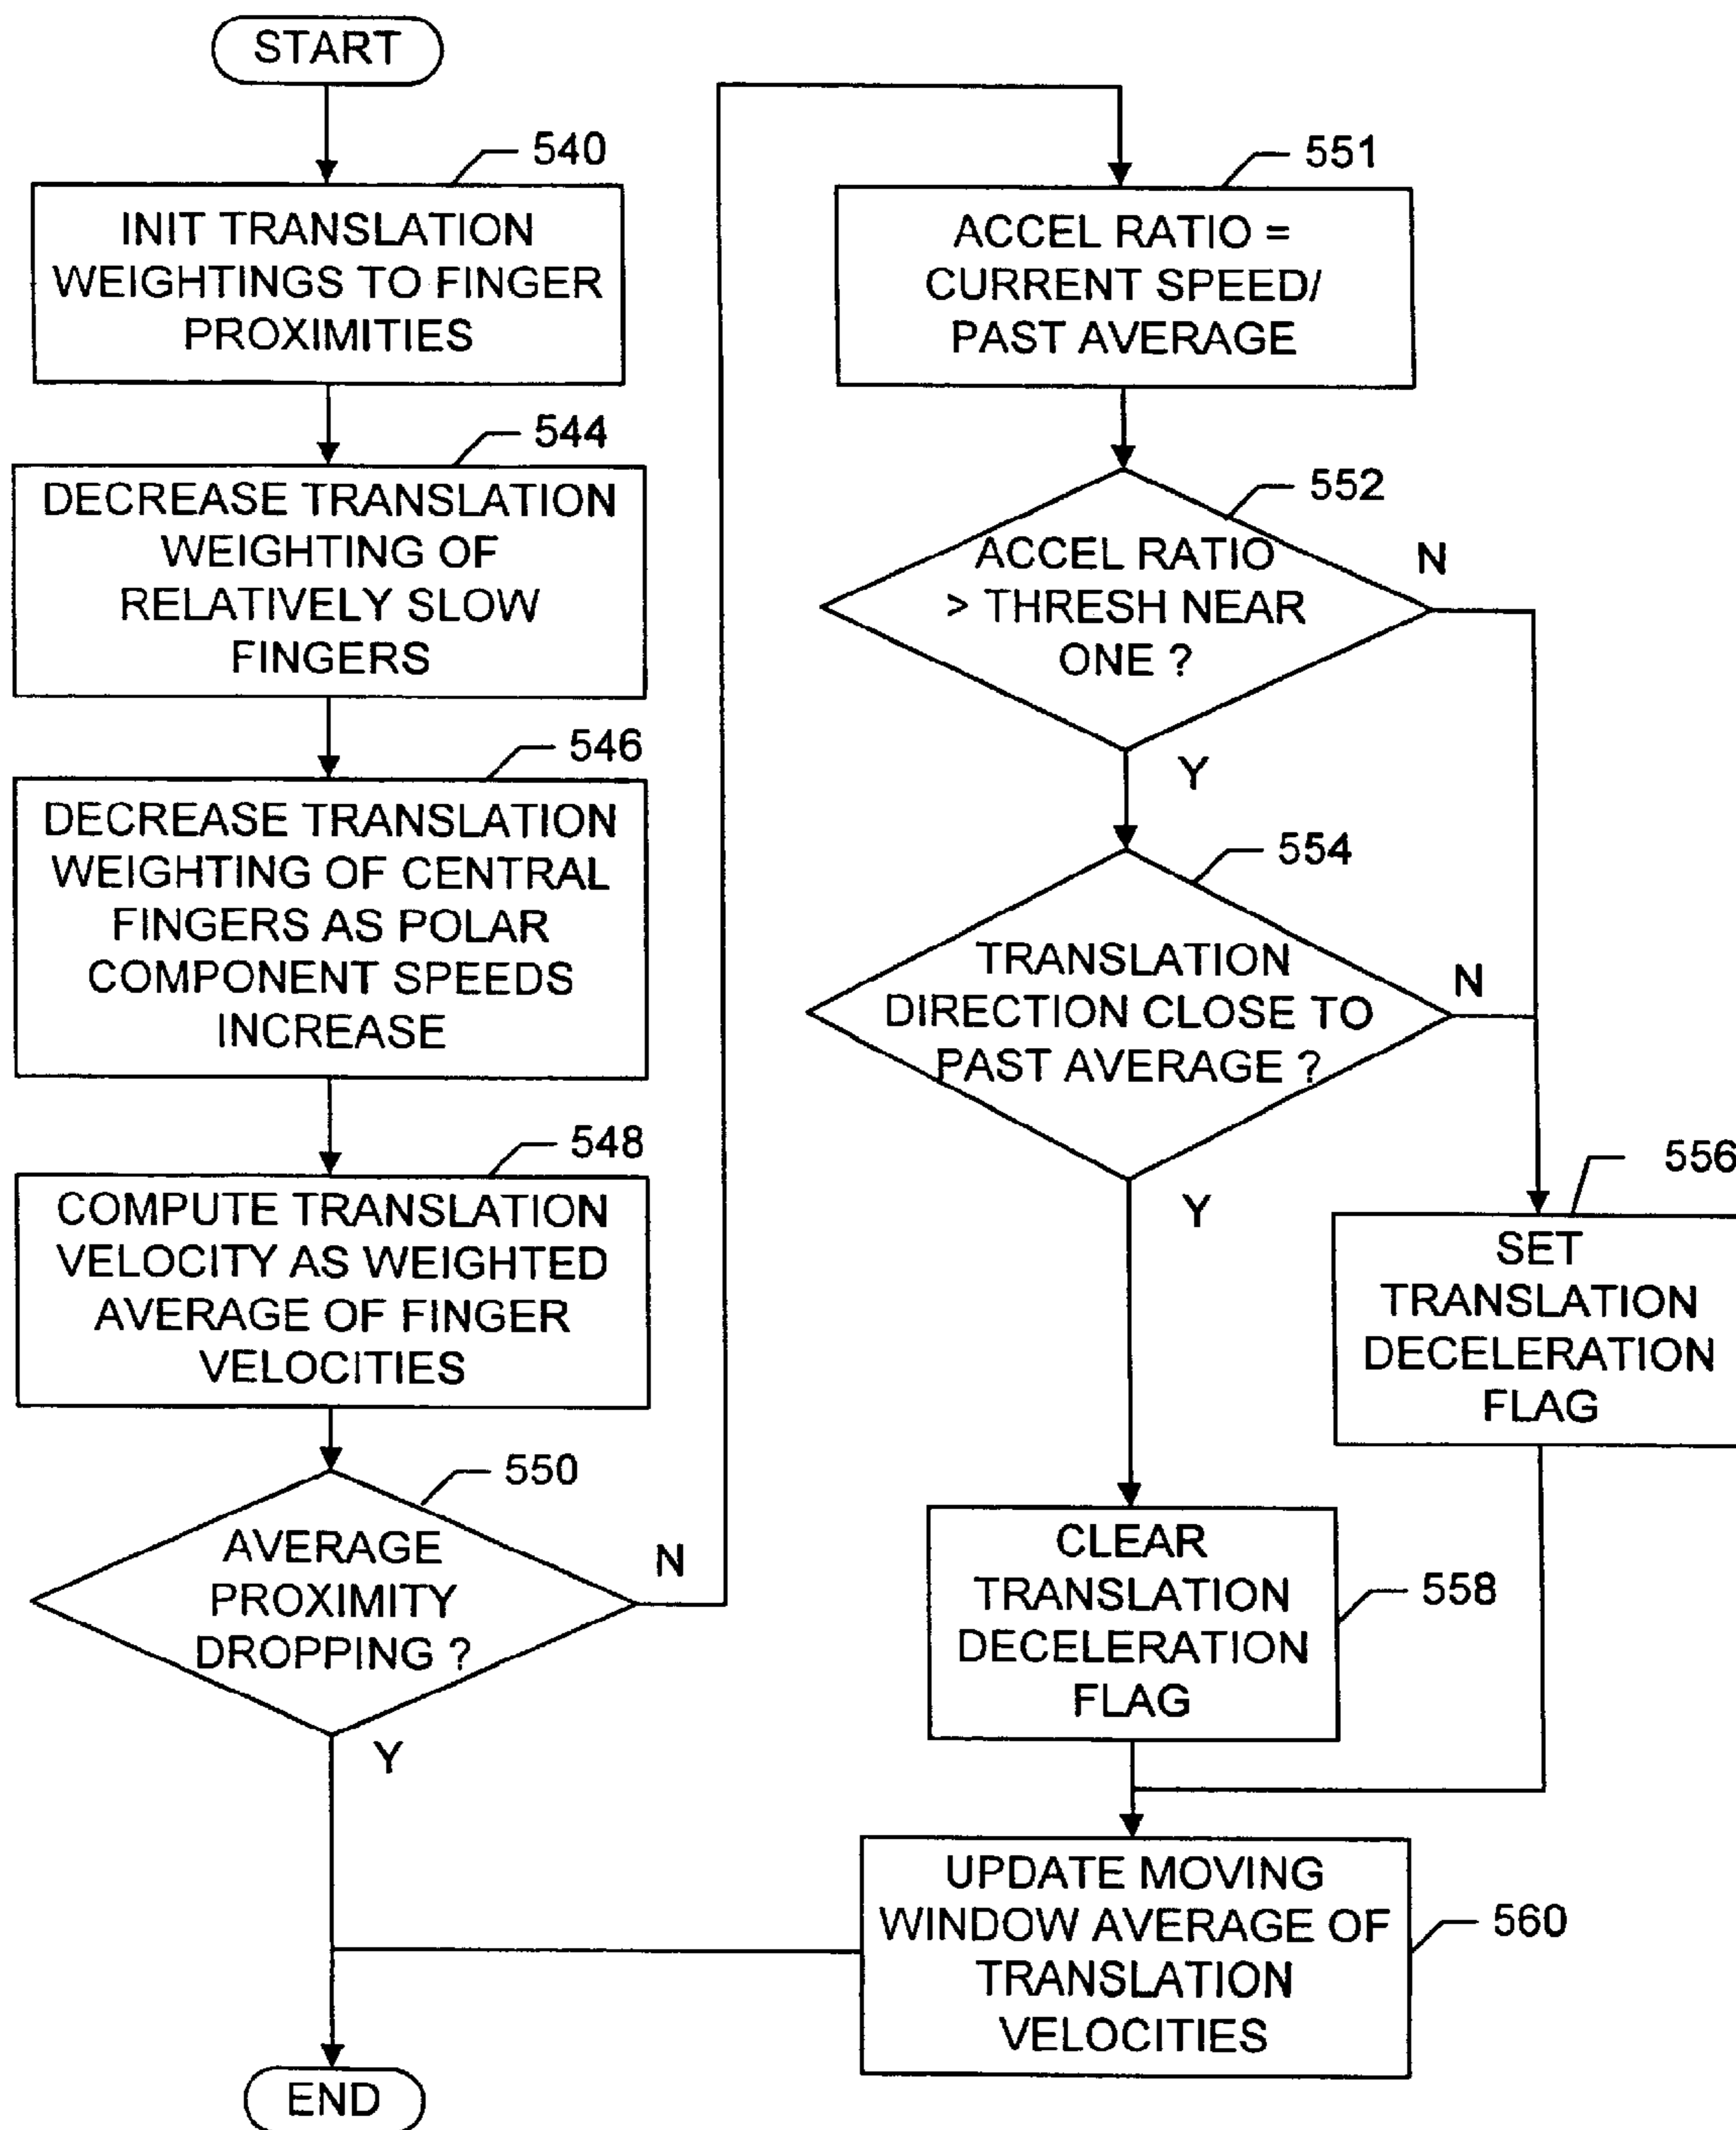 START
540
INIT TRANSLATION
WEIGHTINGS TO FINGER
PROXIMITIES
544
DECREASE TRANSLATION
WEIGHTING OF
RELATIVELY SLOW
FINGERS
546
DECREASE TRANSLATION
WEIGHTING OF CENTRAL
FINGERS AS POLAR
COMPONENT SPEEDS
INCREASE
548
COMPUTE TRANSLATION
VELOCITY AS WEIGHTED
AVERAGE OF FINGER
VELOCITIES
550
AVERAGE
PROXIMITY
DROPPING ?
N
Y
END
551
ACCEL RATIO =
CURRENT SPEED/
PAST AVERAGE
552
ACCEL RATIO
> THRESH NEAR
ONE ?
N
Y
554
TRANSLATION
DIRECTION CLOSE TO
PAST AVERAGE ?
N
Y
556
SET
TRANSLATION
DECELERATION
FLAG
558
CLEAR
TRANSLATION
DECELERATION
FLAG
560
UPDATE MOVING
WINDOW AVERAGE OF
TRANSLATION
VELOCITIES